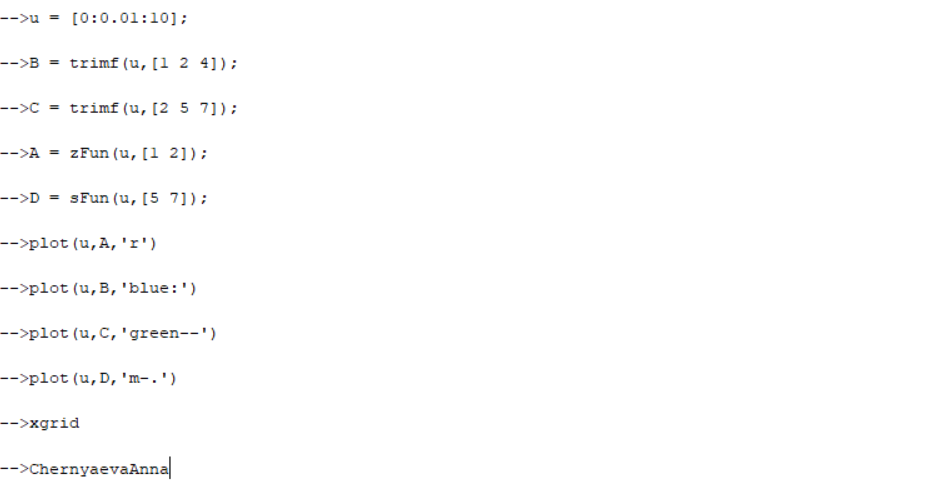 -->u = [0:0.01:10];
-->B = trimf(u,[1 2 4]);
-->C = trimf(u,[2 5 7]);
-->A = zFun(u,[1 2]);
-->D = sFun(u,[5 7]);
-->plot(u,A,'r')
-->plot(u,B,'blue:')
-->plot(u,C,'green--')
-->plot(u,D,'m-.')
-->xgrid
-->ChernyaevaAnna